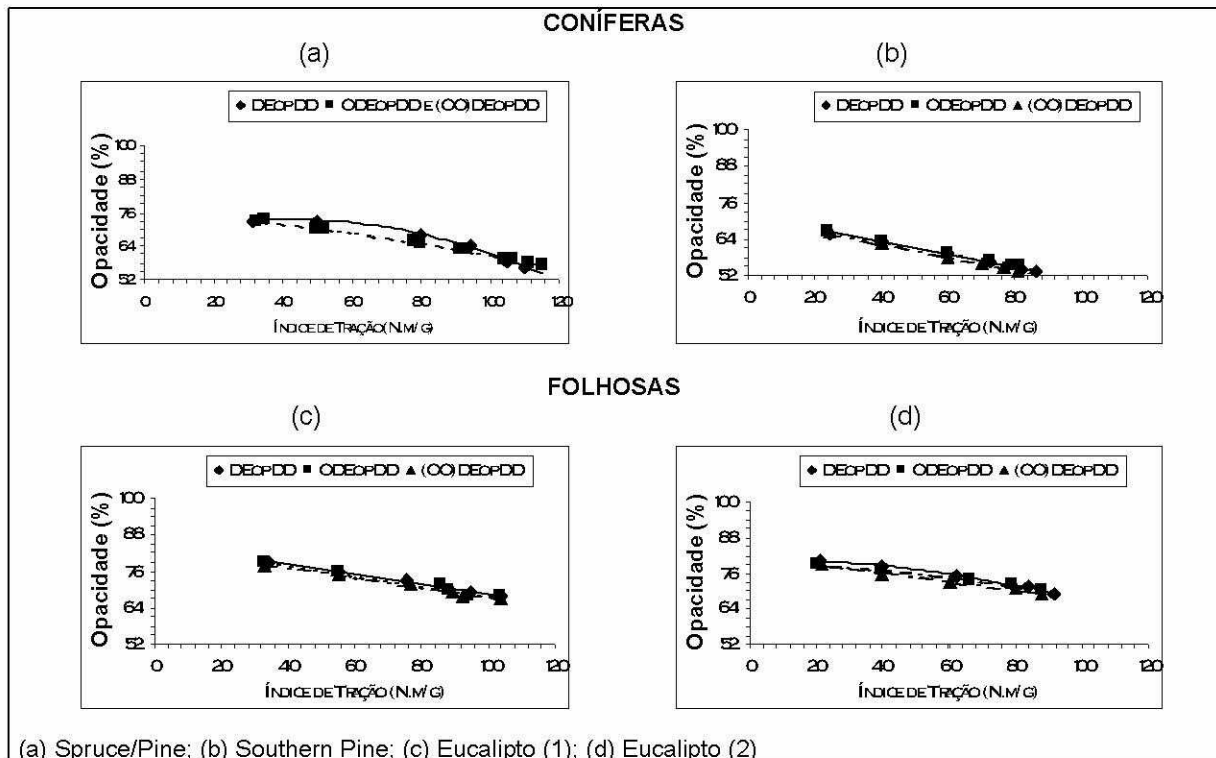 CONÍFERAS
(a)
DEOPDD ODEOPDD E (OO)DEOPDD
Opacidade (%)
100
88
76
64
52
0 20 40 60 80 100 120
ÍNDICE DE TRAÇÃO (N.M/G)
(b)
DEOPDD ODEOPDD (OO)DEOPDD
Opacidade (%)
100
88
76
64
52
0 20 40 60 80 100 120
ÍNDICE DE TRAÇÃO (N.M/G)
FOLHOSAS
(c)
DEOPDD ODEOPDD (OO)DEOPDD
Opacidade (%)
100
88
76
64
52
0 20 40 60 80 100 120
ÍNDICE DE TRAÇÃO (N.M/G)
(d)
DEOPDD ODEOPDD (OO)DEOPDD
Opacidade (%)
100
88
76
64
52
0 20 40 60 80 100 120
ÍNDICE DE TRAÇÃO (N.M/G)
(a) Spruce/Pine; (b) Southern Pine; (c) Eucalipto (1); (d) Eucalipto (2)